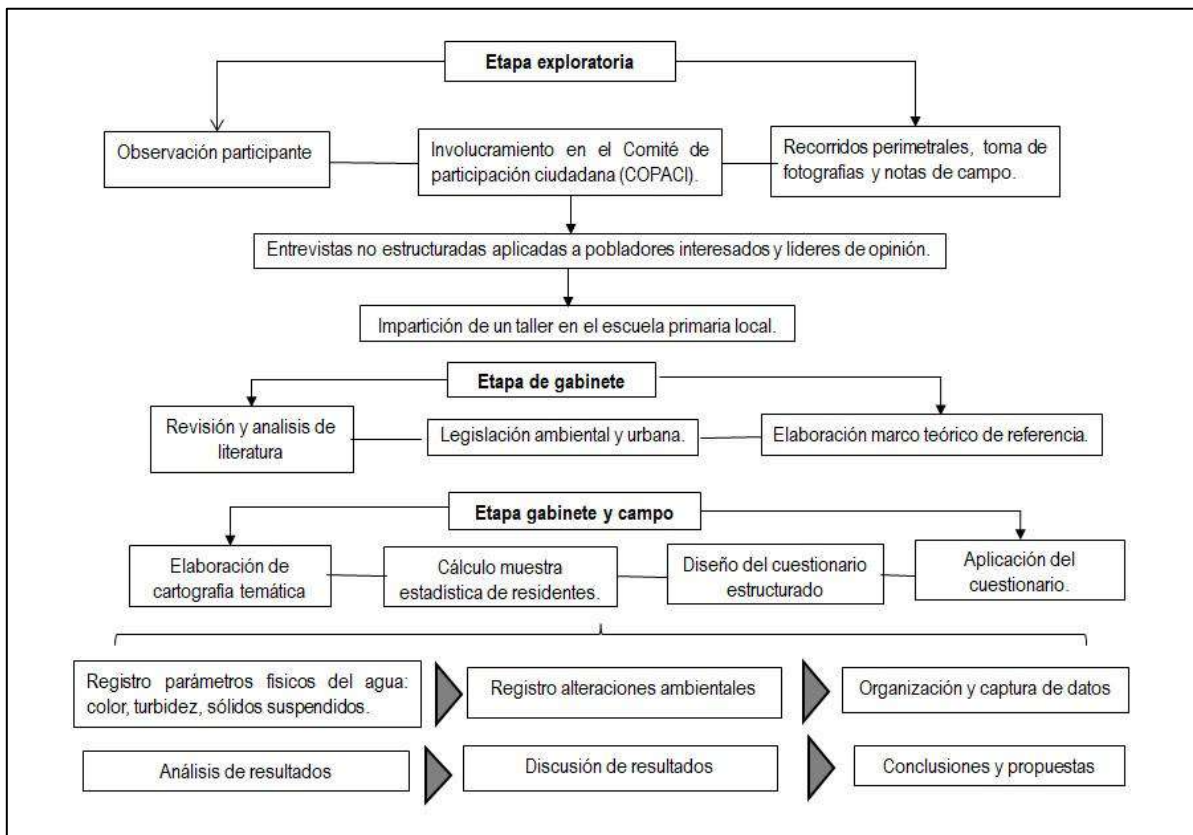 Etapa exploratoria
Observación participante
Involucramiento en el Comité de
participación ciudadana (COPACI).
Recorridos perimetrales, toma de
fotografías y notas de campo.
Entrevistas no estructuradas aplicadas a pobladores interesados y líderes de opinión.
Impartición de un taller en el escuela primaria local.
Etapa de gabinete
Revisión y analisis de
literatura
Legislación ambiental y urbana.
Elaboración marco teórico de referencia.
Etapa gabinete y campo
Elaboración de
cartografía temática
Cálculo muestra
estadística de residentes.
Diseño del cuestionario
estructurado
Aplicación del
cuestionario.
Registro parámetros físicos del agua:
color, turbidez, sólidos suspendidos.
Registro alteraciones ambientales
Organización y captura de datos
Análisis de resultados
Discusión de resultados
Conclusiones y propuestas